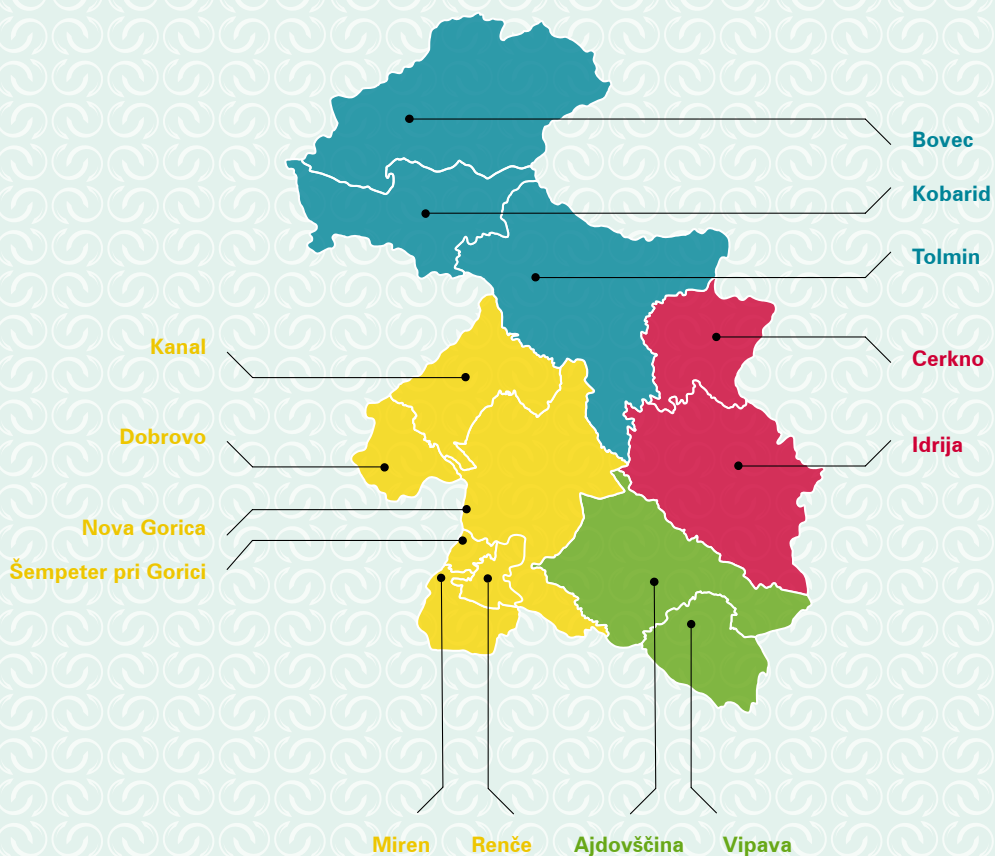 Bovec
Kobarid
Tolmin
Kanal
Cerkno
Dobrovo
Idrija
Nova Gorica
Šempeter pri Gorici
Miren
Renče
Ajdovščina
Vipava